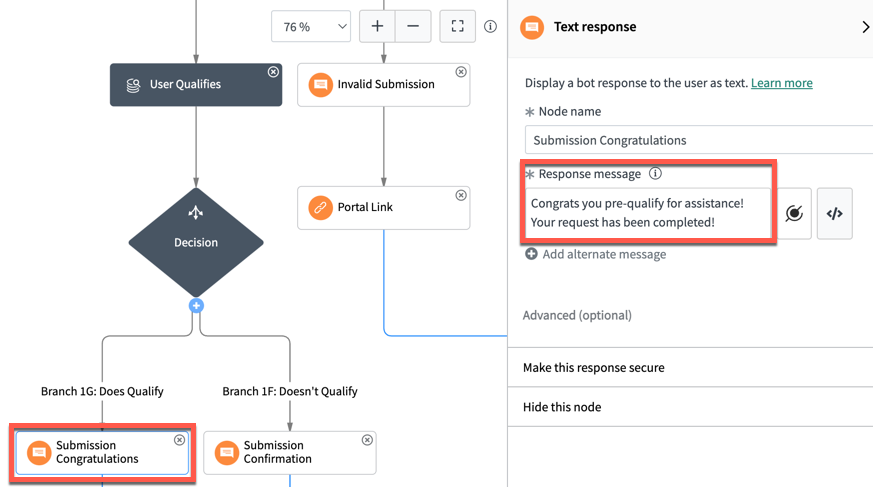 76 %
User Qualifies
Invalid Submission
Portal Link
Decision
Branch 1G: Does Qualify
Branch 1F: Doesn't Qualify
Submission
Congratulations
Submission
Confirmation
Text response
Display a bot response to the user as text. Learn more
Node name
Submission Congratulations
Response message
Congrats you pre-qualify for assistance!
Your request has been completed!
Add alternate message
Advanced (optional)
Make this response secure
Hide this node